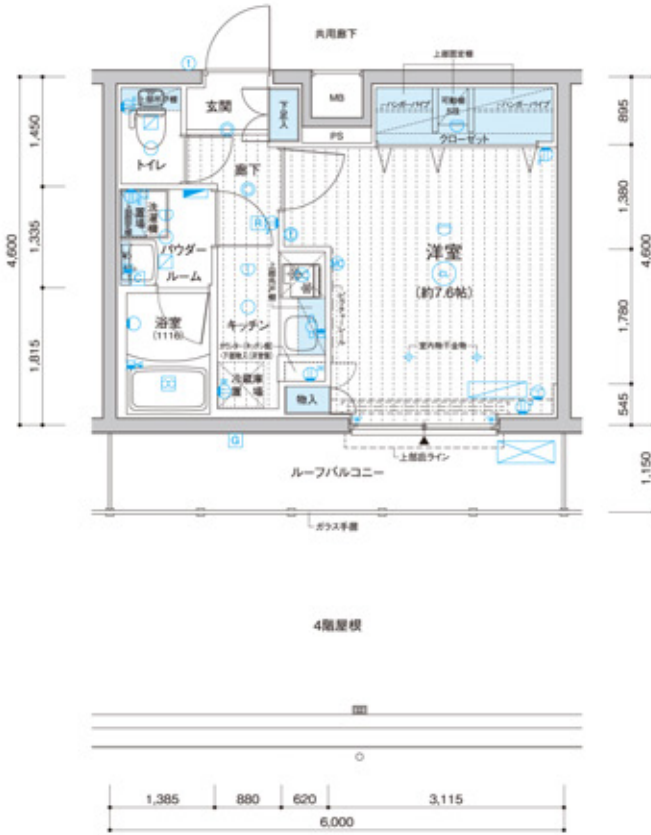 共用廊下
上部固定棚
玄関
下足入
MB
ハンガーパイプ
可動棚
ハンガーパイプ
PS
クローゼット
トイレ
廊下
洗濯機
置場
パウダー
ルーム
R
洋室
(約7.6帖)
浴室
(1116)
キッチン
冷蔵庫
置場
室内物干金物
物入
G
上部庇ライン
ルーフバルコニー
ガラス手摺
4階屋根
4,600
1,450
1,335
1,815
895
1,380
4,600
1,780
545
1,150
1,385
880
620
3,115
6,000